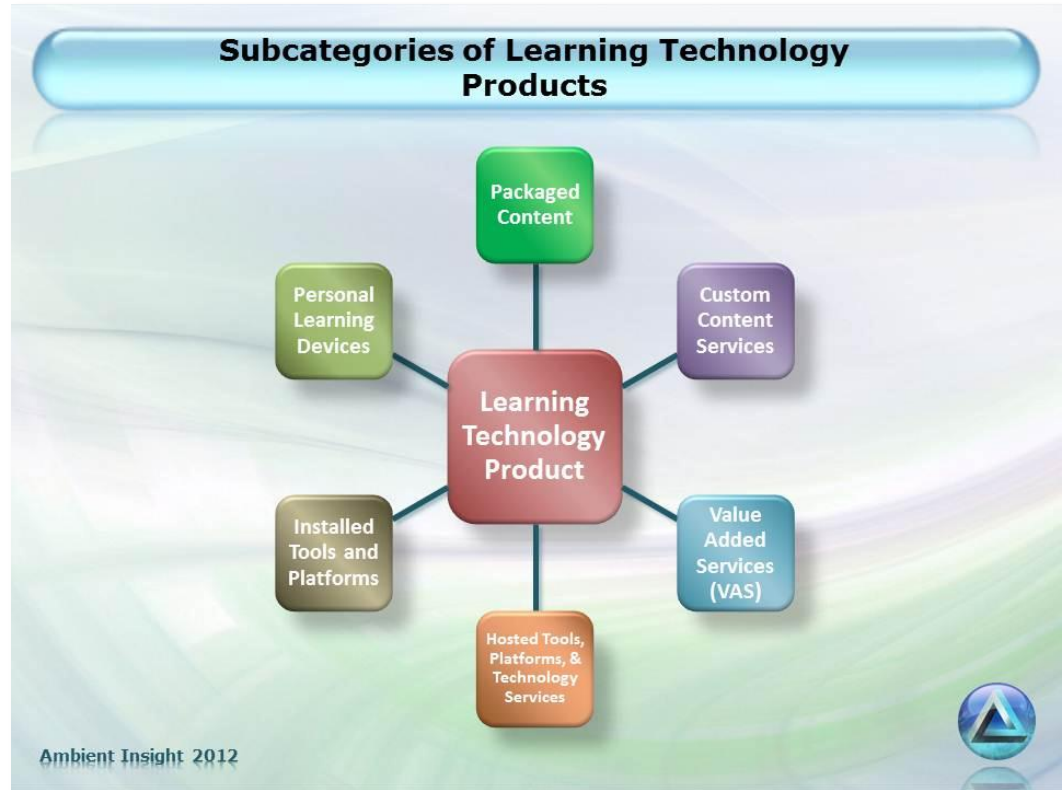 Subcategories of Learning Technology
Products
Packaged
Content
Personal
Learning
Devices
Custom
Content
Services
Learning
Technology
Product
Installed
Tools and
Platforms
Value
Added
Services
(VAS)
Hosted Tools,
Platforms, &
Technology
Services
Ambient Insight 2012